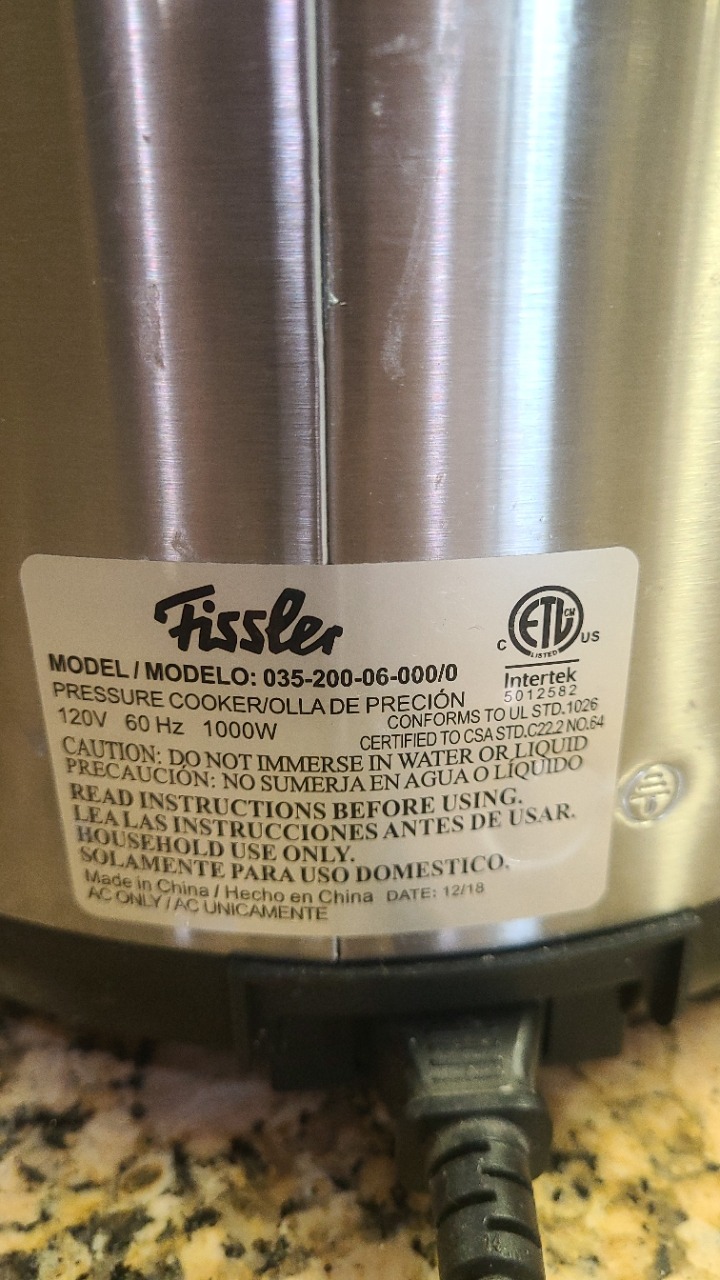 Fissler
ETL CM
LISTED
C US
Intertek
5012582
MODEL / MODELO: 035-200-06-000/0
PRESSURE COOKER/OLLA DE PRECIÓN
120V 60 Hz 1000W
CONFORMS TO UL STD.1026
CERTIFIED TO CSA STD.C22.2 NO.64
CAUTION: DO NOT IMMERSE IN WATER OR LIQUID
PRECAUCIÓN: NO SUMERJA EN AGUA O LÍQUIDO
READ INSTRUCTIONS BEFORE USING.
LEA LAS INSTRUCCIONES ANTES DE USAR.
HOUSEHOLD USE ONLY.
SOLAMENTE PARA USO DOMESTICO.
Made in China / Hecho en China DATE: 12/18
AC ONLY / AC UNICAMENTE